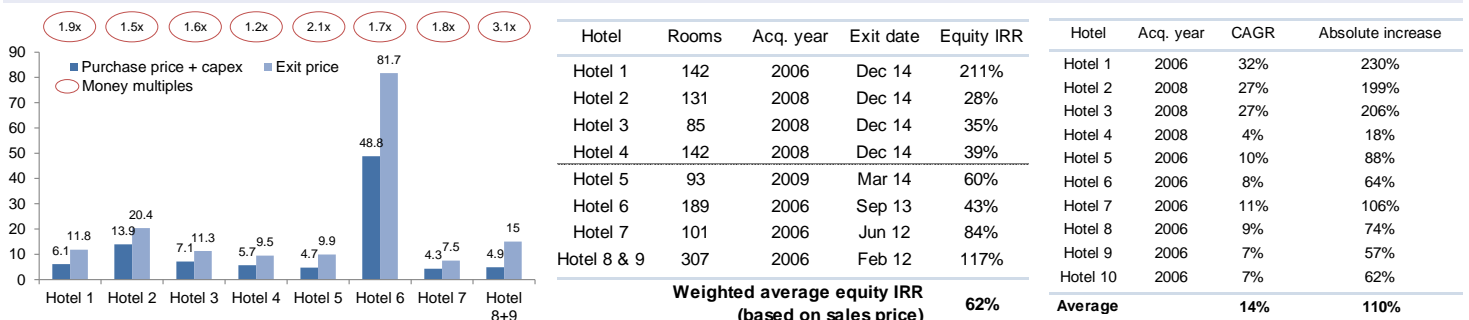 1.9x 1.5x 1.6x 1.2x 2.1x 1.7x 1.8x 3.1x
90
80
70
60
50
40
30
20
10
0
Purchase price + capex Exit price
Money multiples
6.1 11.8 13.9 20.4 7.1 11.3 5.7 9.5 4.7 9.9 48.8 81.7 4.3 7.5 4.9 15
Hotel 1 Hotel 2 Hotel 3 Hotel 4 Hotel 5 Hotel 6 Hotel 7 Hotel
8+9
Hotel Rooms Acq. year Exit date Equity IRR
Hotel 1 142 2006 Dec 14 211%
Hotel 2 131 2008 Dec 14 28%
Hotel 3 85 2008 Dec 14 35%
Hotel 4 142 2008 Dec 14 39%
Hotel 5 93 2009 Mar 14 60%
Hotel 6 189 2006 Sep 13 43%
Hotel 7 101 2006 Jun 12 84%
Hotel 8 & 9 307 2006 Feb 12 117%
Weighted average equity IRR
(based on sales price) 62%
Hotel Acq. year CAGR Absolute increase
Hotel 1 2006 32% 230%
Hotel 2 2008 27% 199%
Hotel 3 2008 27% 206%
Hotel 4 2008 4% 18%
Hotel 5 2006 10% 88%
Hotel 6 2006 8% 64%
Hotel 7 2006 11% 106%
Hotel 8 2006 9% 74%
Hotel 9 2006 7% 57%
Hotel 10 2006 7% 62%
Average 14% 110%